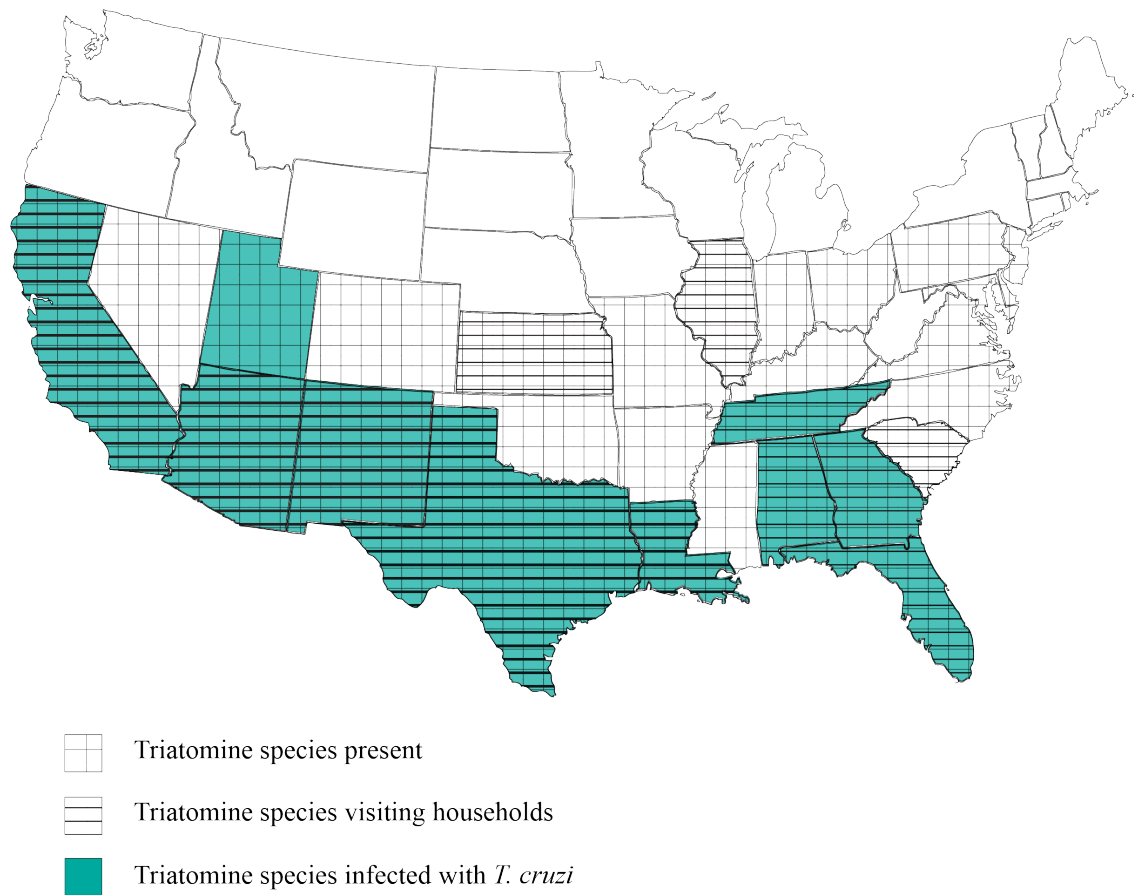 Triatomine species present
Triatomine species visiting households
Triatomine species infected with T. cruzi